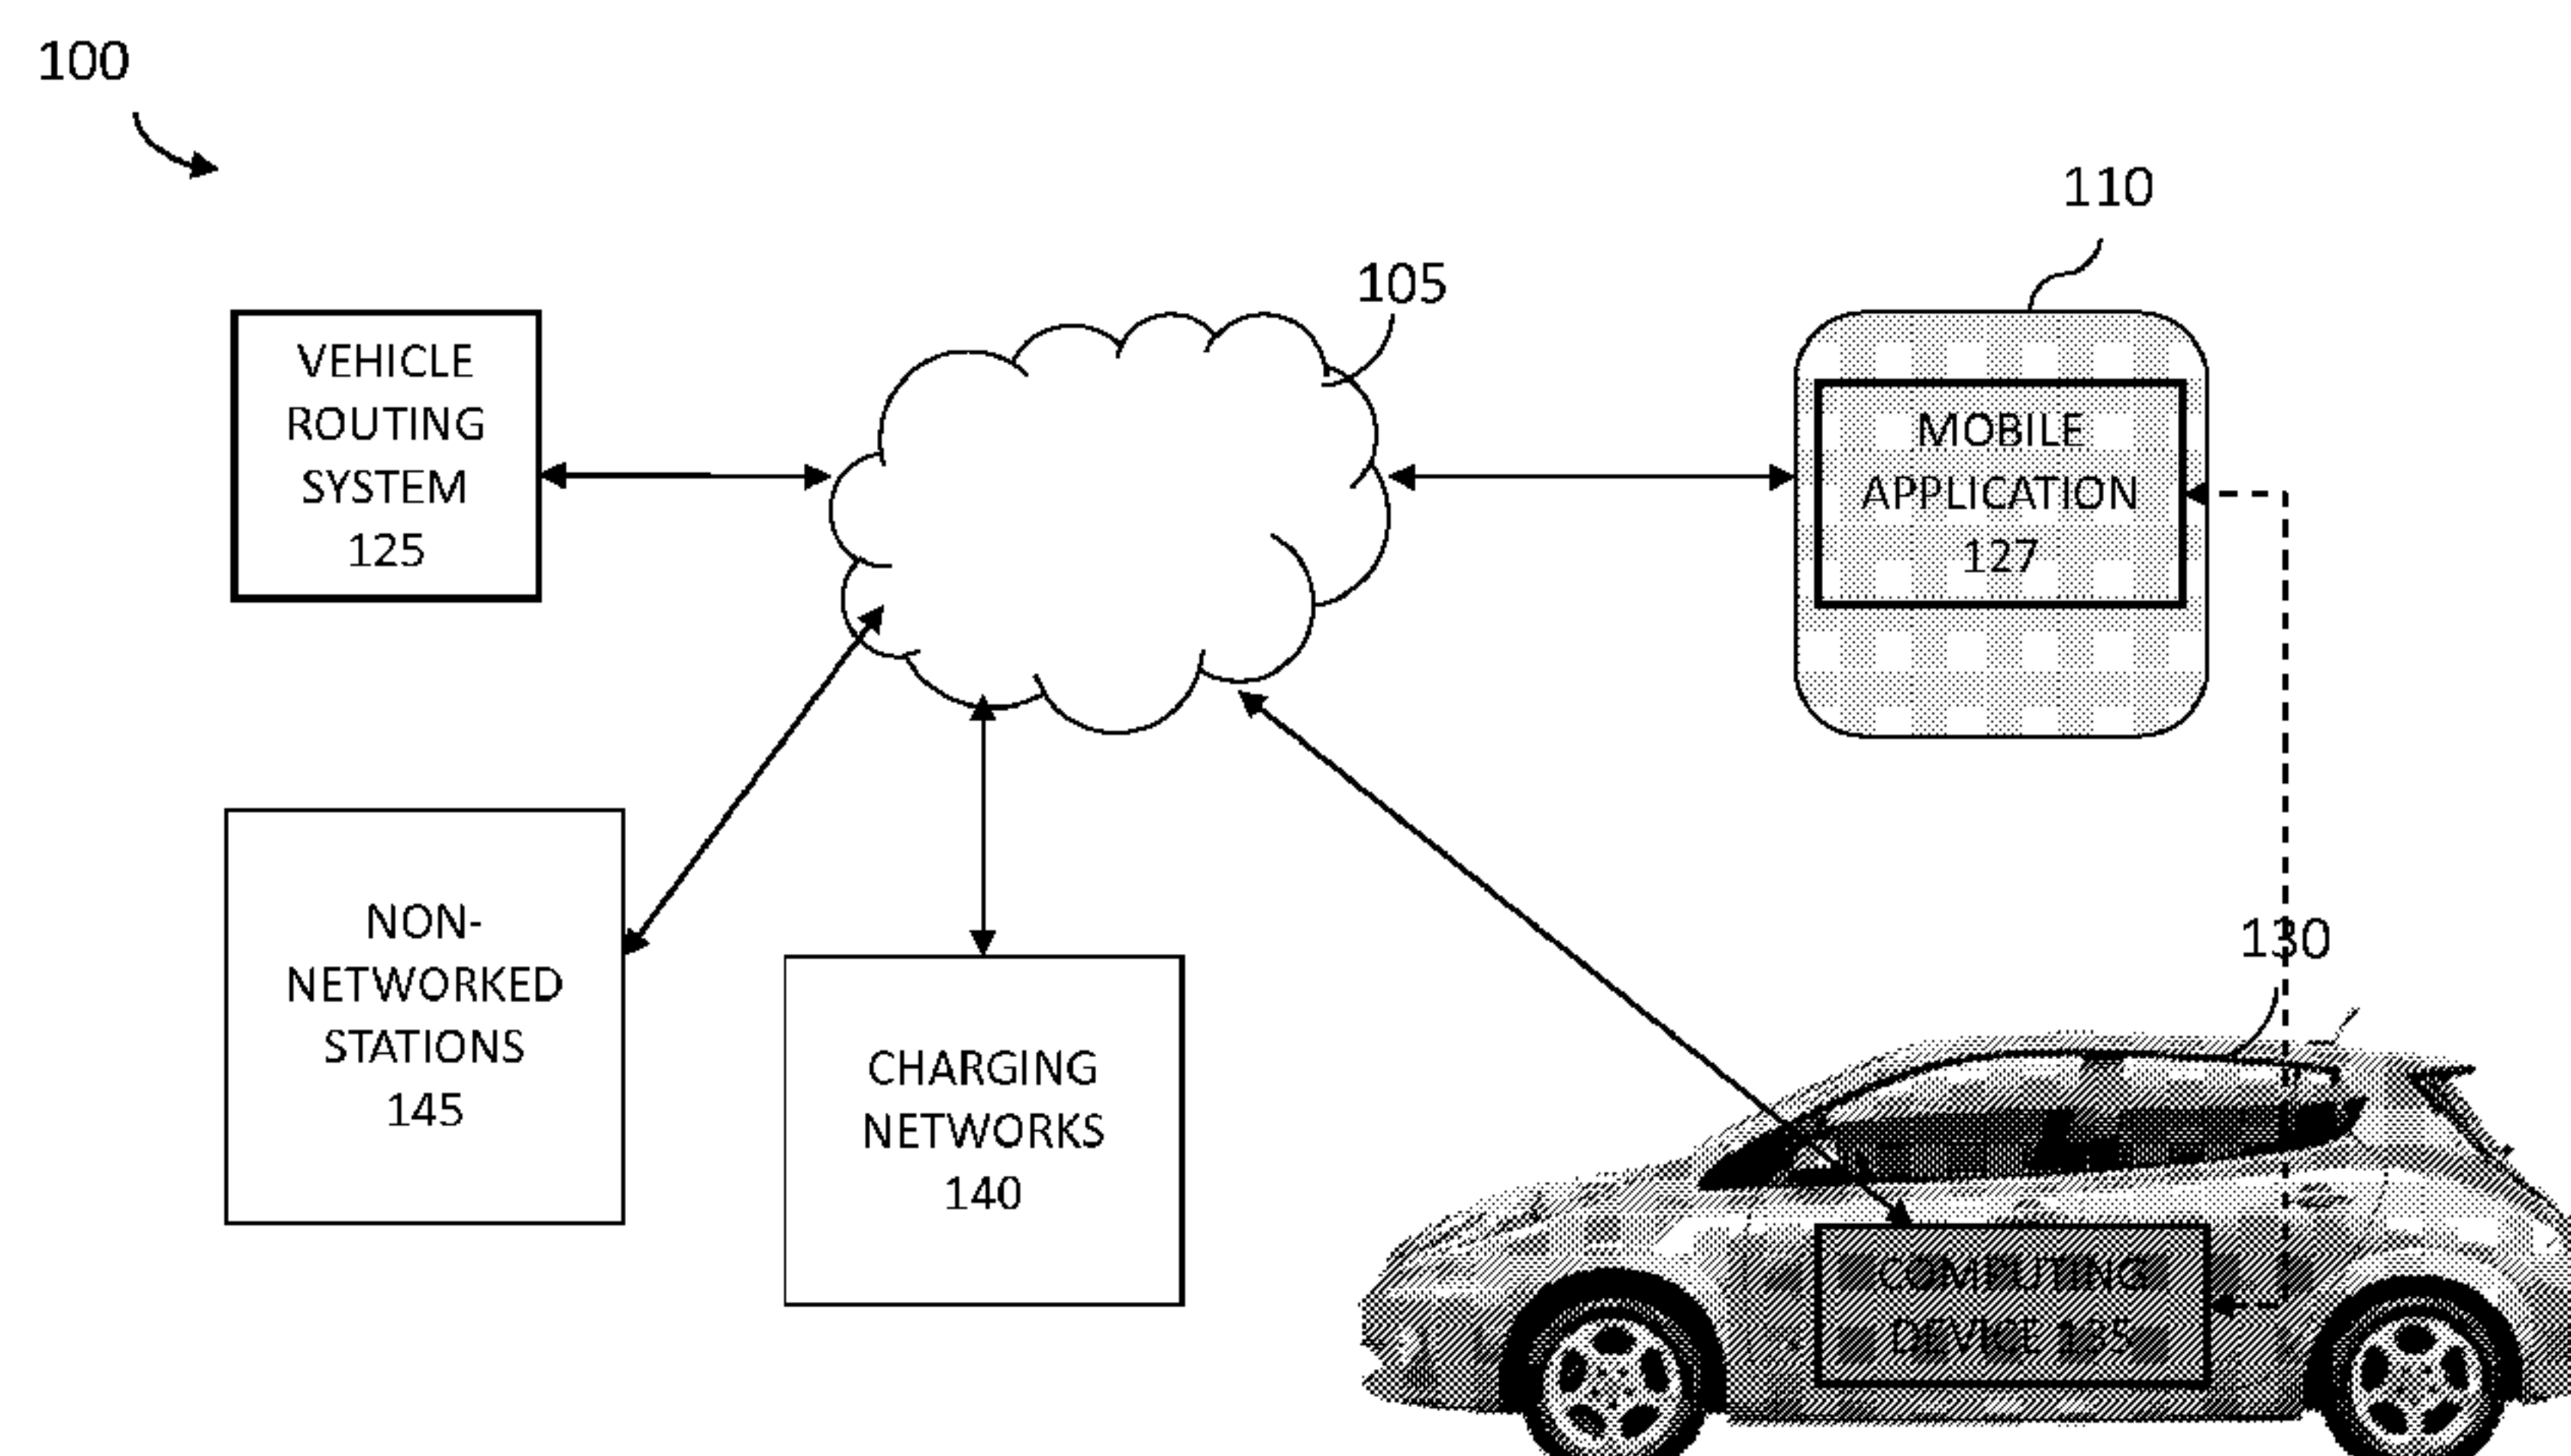 100
110
105
VEHICLE
ROUTING
SYSTEM
125
MOBILE
APPLICATION
127
NON-
NETWORKED
STATIONS
145
130
CHARGING
NETWORKS
140
COMPUTING
DEVICE 135